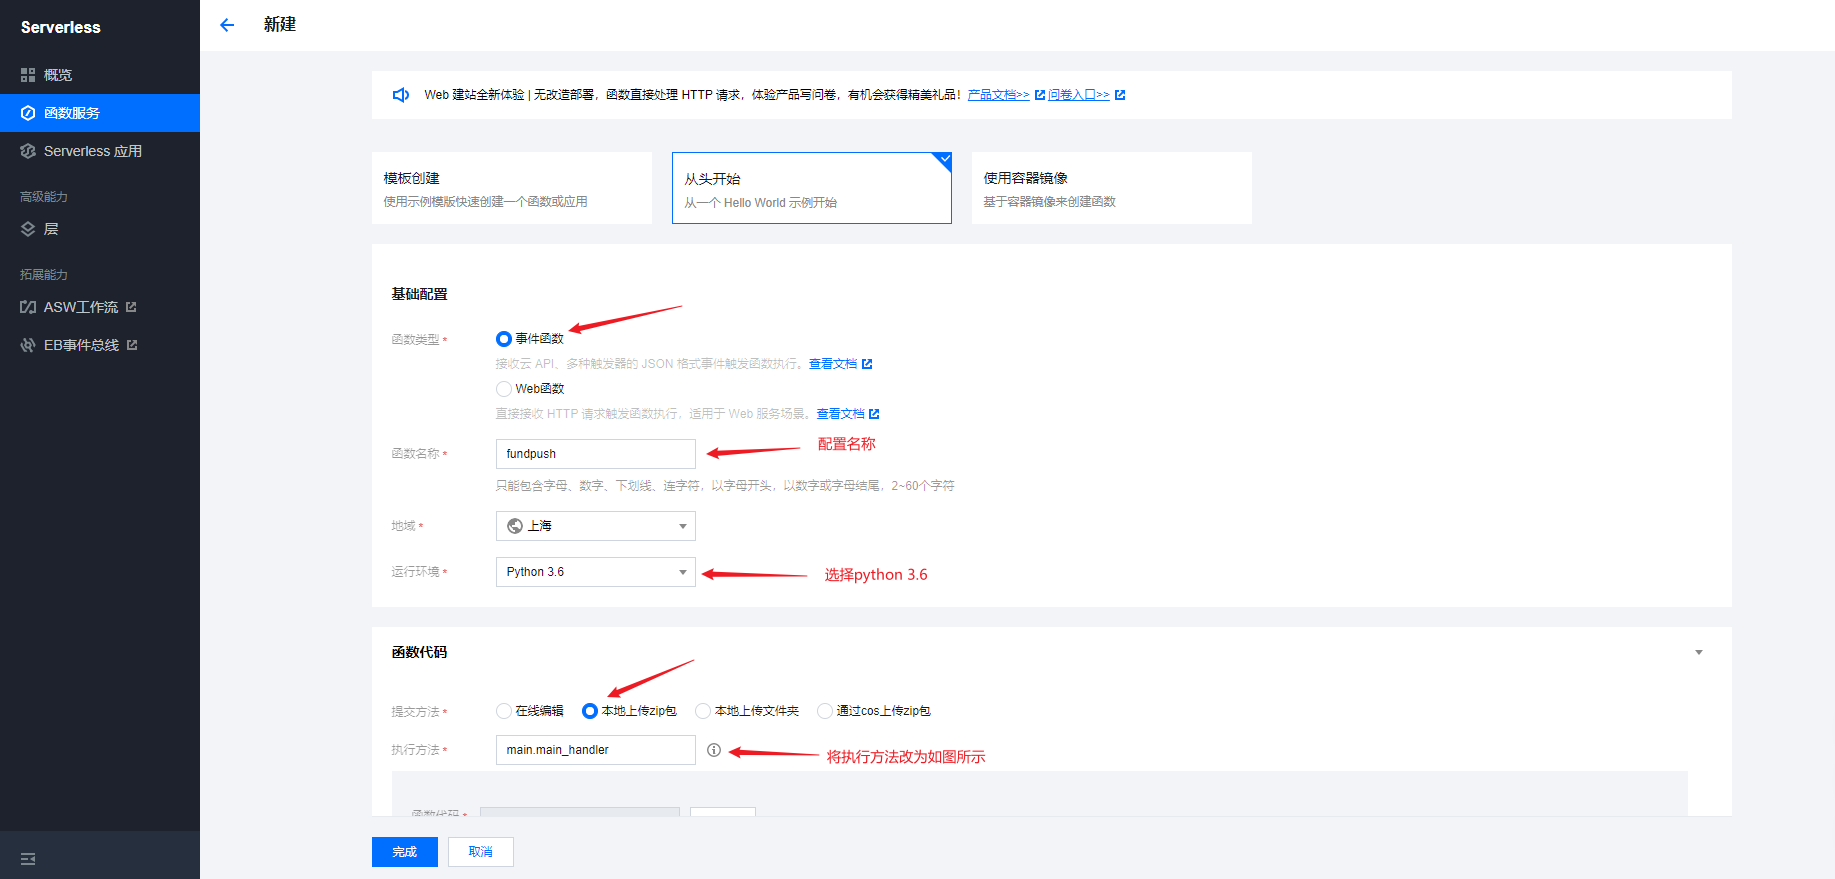 Serverless
概览
函数服务
Serverless 应用
高级能力
层
拓展能力
ASW工作流
EB事件总线
新建
Web 建站全新体验 | 无改造部署，函数直接处理 HTTP 请求，体验产品写问卷，有机会获得精美礼品！产品文档>> 问卷入口>>
模板创建
使用示例模版快速创建一个函数或应用
从头开始
从一个 Hello World 示例开始
使用容器镜像
基于容器镜像来创建函数
基础配置
函数类型 * 事件函数
接收云 API、多种触发器的 JSON 格式事件触发函数执行。查看文档
Web函数
直接接收 HTTP 请求触发函数执行，适用于 Web 服务场景。查看文档
函数名称 * fundpush 配置名称
只能包含字母、数字、下划线、连字符，以字母开头，以数字或字母结尾，2~60个字符
地域 * 上海
运行环境 * Python 3.6 选择python 3.6
函数代码
提交方法 * 在线编辑 本地上传zip包 本地上传文件夹 通过cos上传zip包
执行方法 * main.main_handler 将执行方法改为如图所示
函数代码 *
完成 取消